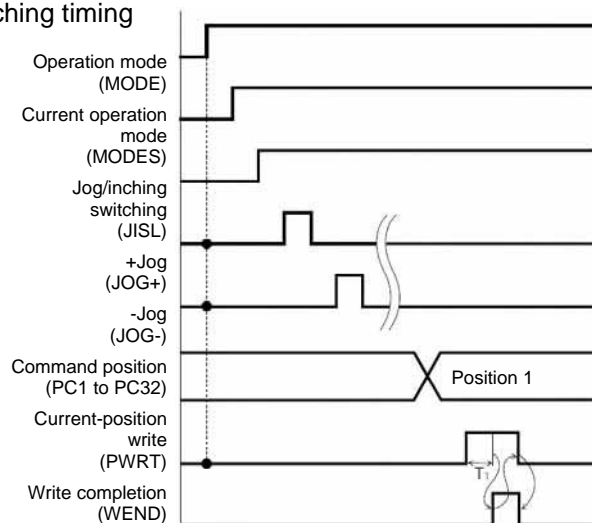 ching timing
Operation mode
(MODE)
Current operation
mode
(MODES)
Jog/inching
switching
(JISL)
+Jog
(JOG+)
-Jog
(JOG-)
Command position
(PC1 to PC32)
Position 1
Current-position
write
(PWRT)
T1
Write completion
(WEND)